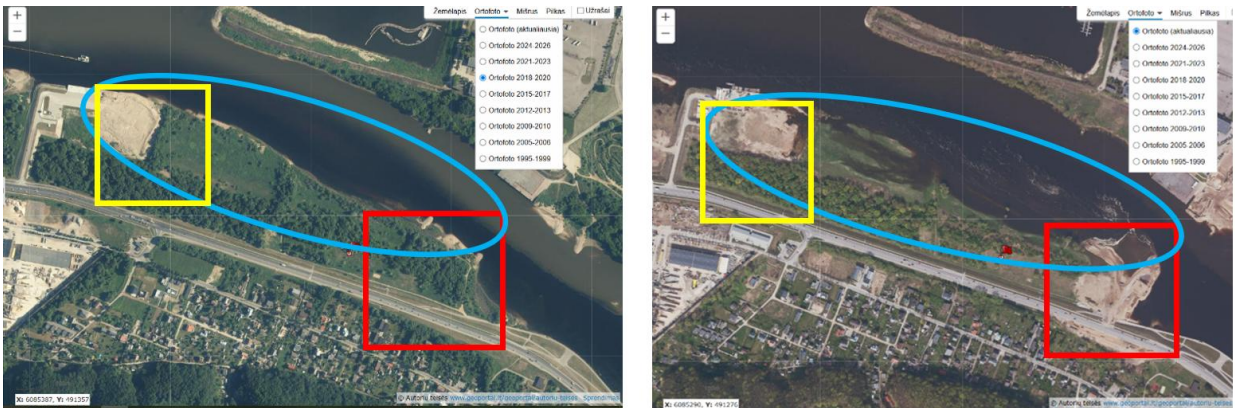 +
−
Žemėlapis Ortofoto Mišrus Pilkas Užrašai
Ortofoto (aktualiausia)
Ortofoto 2024-2026
Ortofoto 2021-2023
Ortofoto 2018-2020
Ortofoto 2015-2017
Ortofoto 2012-2013
Ortofoto 2009-2010
Ortofoto 2005-2006
Ortofoto 1995-1999
X: 6085387, Y: 491357
© Autorių teisės www.geoportal.lt/geoportal/autoriu-teises
+
−
Žemėlapis Ortofoto Mišrus Pilkas
Ortofoto (aktualiausia)
Ortofoto 2024-2026
Ortofoto 2021-2023
Ortofoto 2018-2020
Ortofoto 2015-2017
Ortofoto 2012-2013
Ortofoto 2009-2010
Ortofoto 2005-2006
Ortofoto 1995-1999
X: 6085290, Y: 491276
© Autorių teisės www.geoportal.lt/geoportal/autoriu-teises